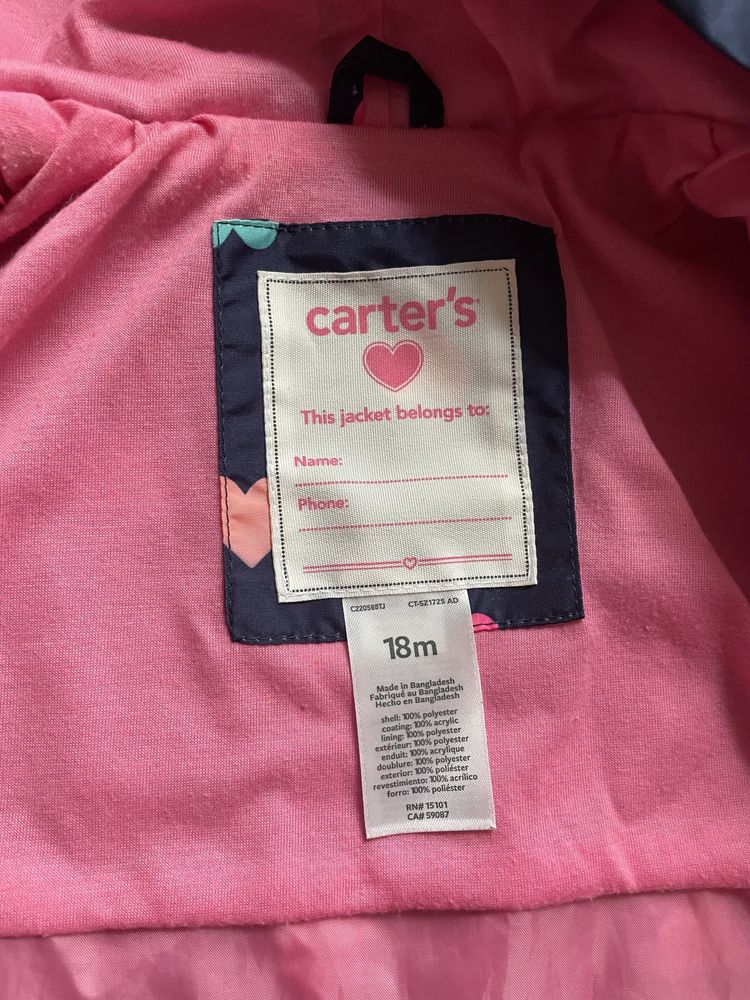 carter's
This jacket belongs to:
Name:
Phone:
C220588TJ CT-SZ1725 AD
18m
Made in Bangladesh
Fabriqué au Bangladesh
Hecho en Bangladesh
shell: 100% polyester
coating: 100% acrylic
lining: 100% polyester
extérieur: 100% polyester
enduit: 100% acrylique
doublure: 100% polyester
exterior: 100% poliéster
revestimiento: 100% acrílico
forro: 100% poliéster
RN# 15101
CA# 59087